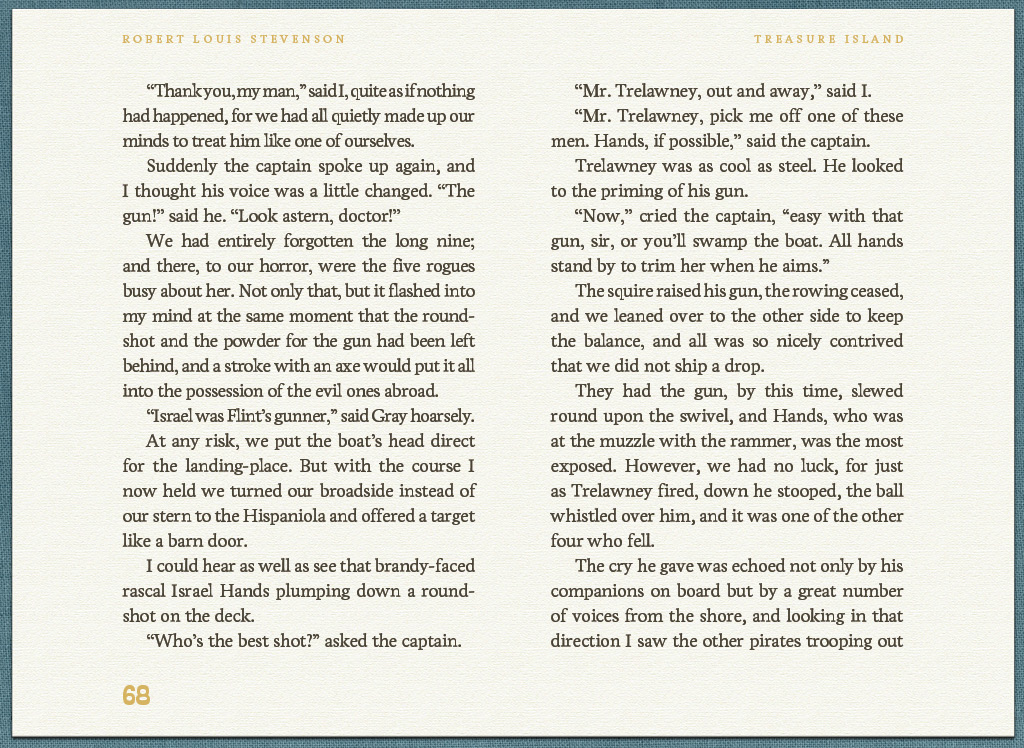 ROBERT LOUIS STEVENSON
TREASURE ISLAND
“Thank you, my man,” said I, quite as if nothing
had happened, for we had all quietly made up our
minds to treat him like one of ourselves.
Suddenly the captain spoke up again, and
I thought his voice was a little changed. “The
gun!” said he. “Look astern, doctor!”
We had entirely forgotten the long nine;
and there, to our horror, were the five rogues
busy about her. Not only that, but it flashed into
my mind at the same moment that the round-
shot and the powder for the gun had been left
behind, and a stroke with an axe would put it all
into the possession of the evil ones abroad.
“Israel was Flint’s gunner,” said Gray hoarsely.
At any risk, we put the boat’s head direct
for the landing-place. But with the course I
now held we turned our broadside instead of
our stern to the Hispaniola and offered a target
like a barn door.
I could hear as well as see that brandy-faced
rascal Israel Hands plumping down a round-
shot on the deck.
“Who’s the best shot?” asked the captain.
“Mr. Trelawney, out and away,” said I.
“Mr. Trelawney, pick me off one of these
men. Hands, if possible,” said the captain.
Trelawney was as cool as steel. He looked
to the priming of his gun.
“Now,” cried the captain, “easy with that
gun, sir, or you’ll swamp the boat. All hands
stand by to trim her when he aims.”
The squire raised his gun, the rowing ceased,
and we leaned over to the other side to keep
the balance, and all was so nicely contrived
that we did not ship a drop.
They had the gun, by this time, slewed
round upon the swivel, and Hands, who was
at the muzzle with the rammer, was the most
exposed. However, we had no luck, for just
as Trelawney fired, down he stooped, the ball
whistled over him, and it was one of the other
four who fell.
The cry he gave was echoed not only by his
companions on board but by a great number
of voices from the shore, and looking in that
direction I saw the other pirates trooping out
68